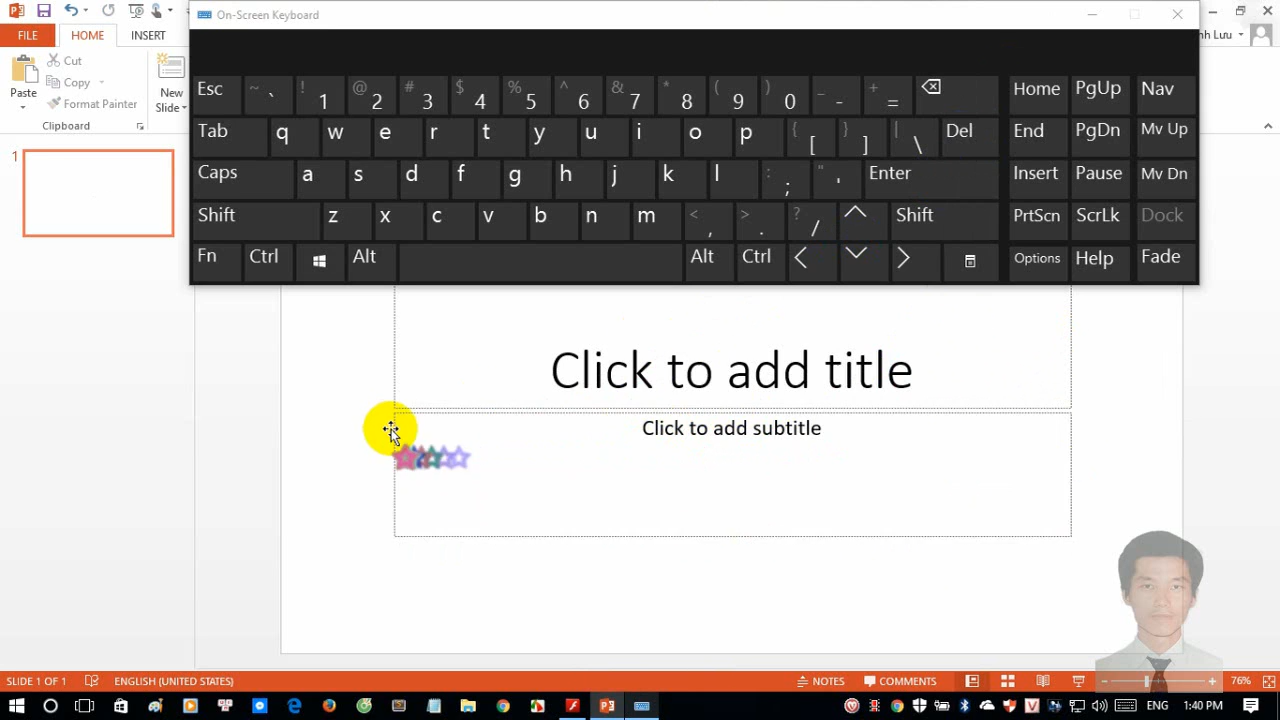 On-Screen Keyboard
FILE HOME INSERT
nh Lưu
Cut
Copy
Format Painter
Paste
New
Slide
Clipboard
Esc ~ ` ! 1 @ 2 # 3 $ 4 % 5 ^ 6 & 7 * 8 ( 9 ) 0 _ - + = Home PgUp Nav
Tab q w e r t y u i o p { [ } ] | \ Del End PgDn Mv Up
Caps a s d f g h j k l : ; " ' Enter Insert Pause Mv Dn
Shift z x c v b n m < , > . ? / Shift PrtScn ScrLk Dock
Fn Ctrl Alt Alt Ctrl Options Help Fade
1
Click to add title
Click to add subtitle
SLIDE 1 OF 1 ENGLISH (UNITED STATES) NOTES COMMENTS 76%
ENG 1:40 PM